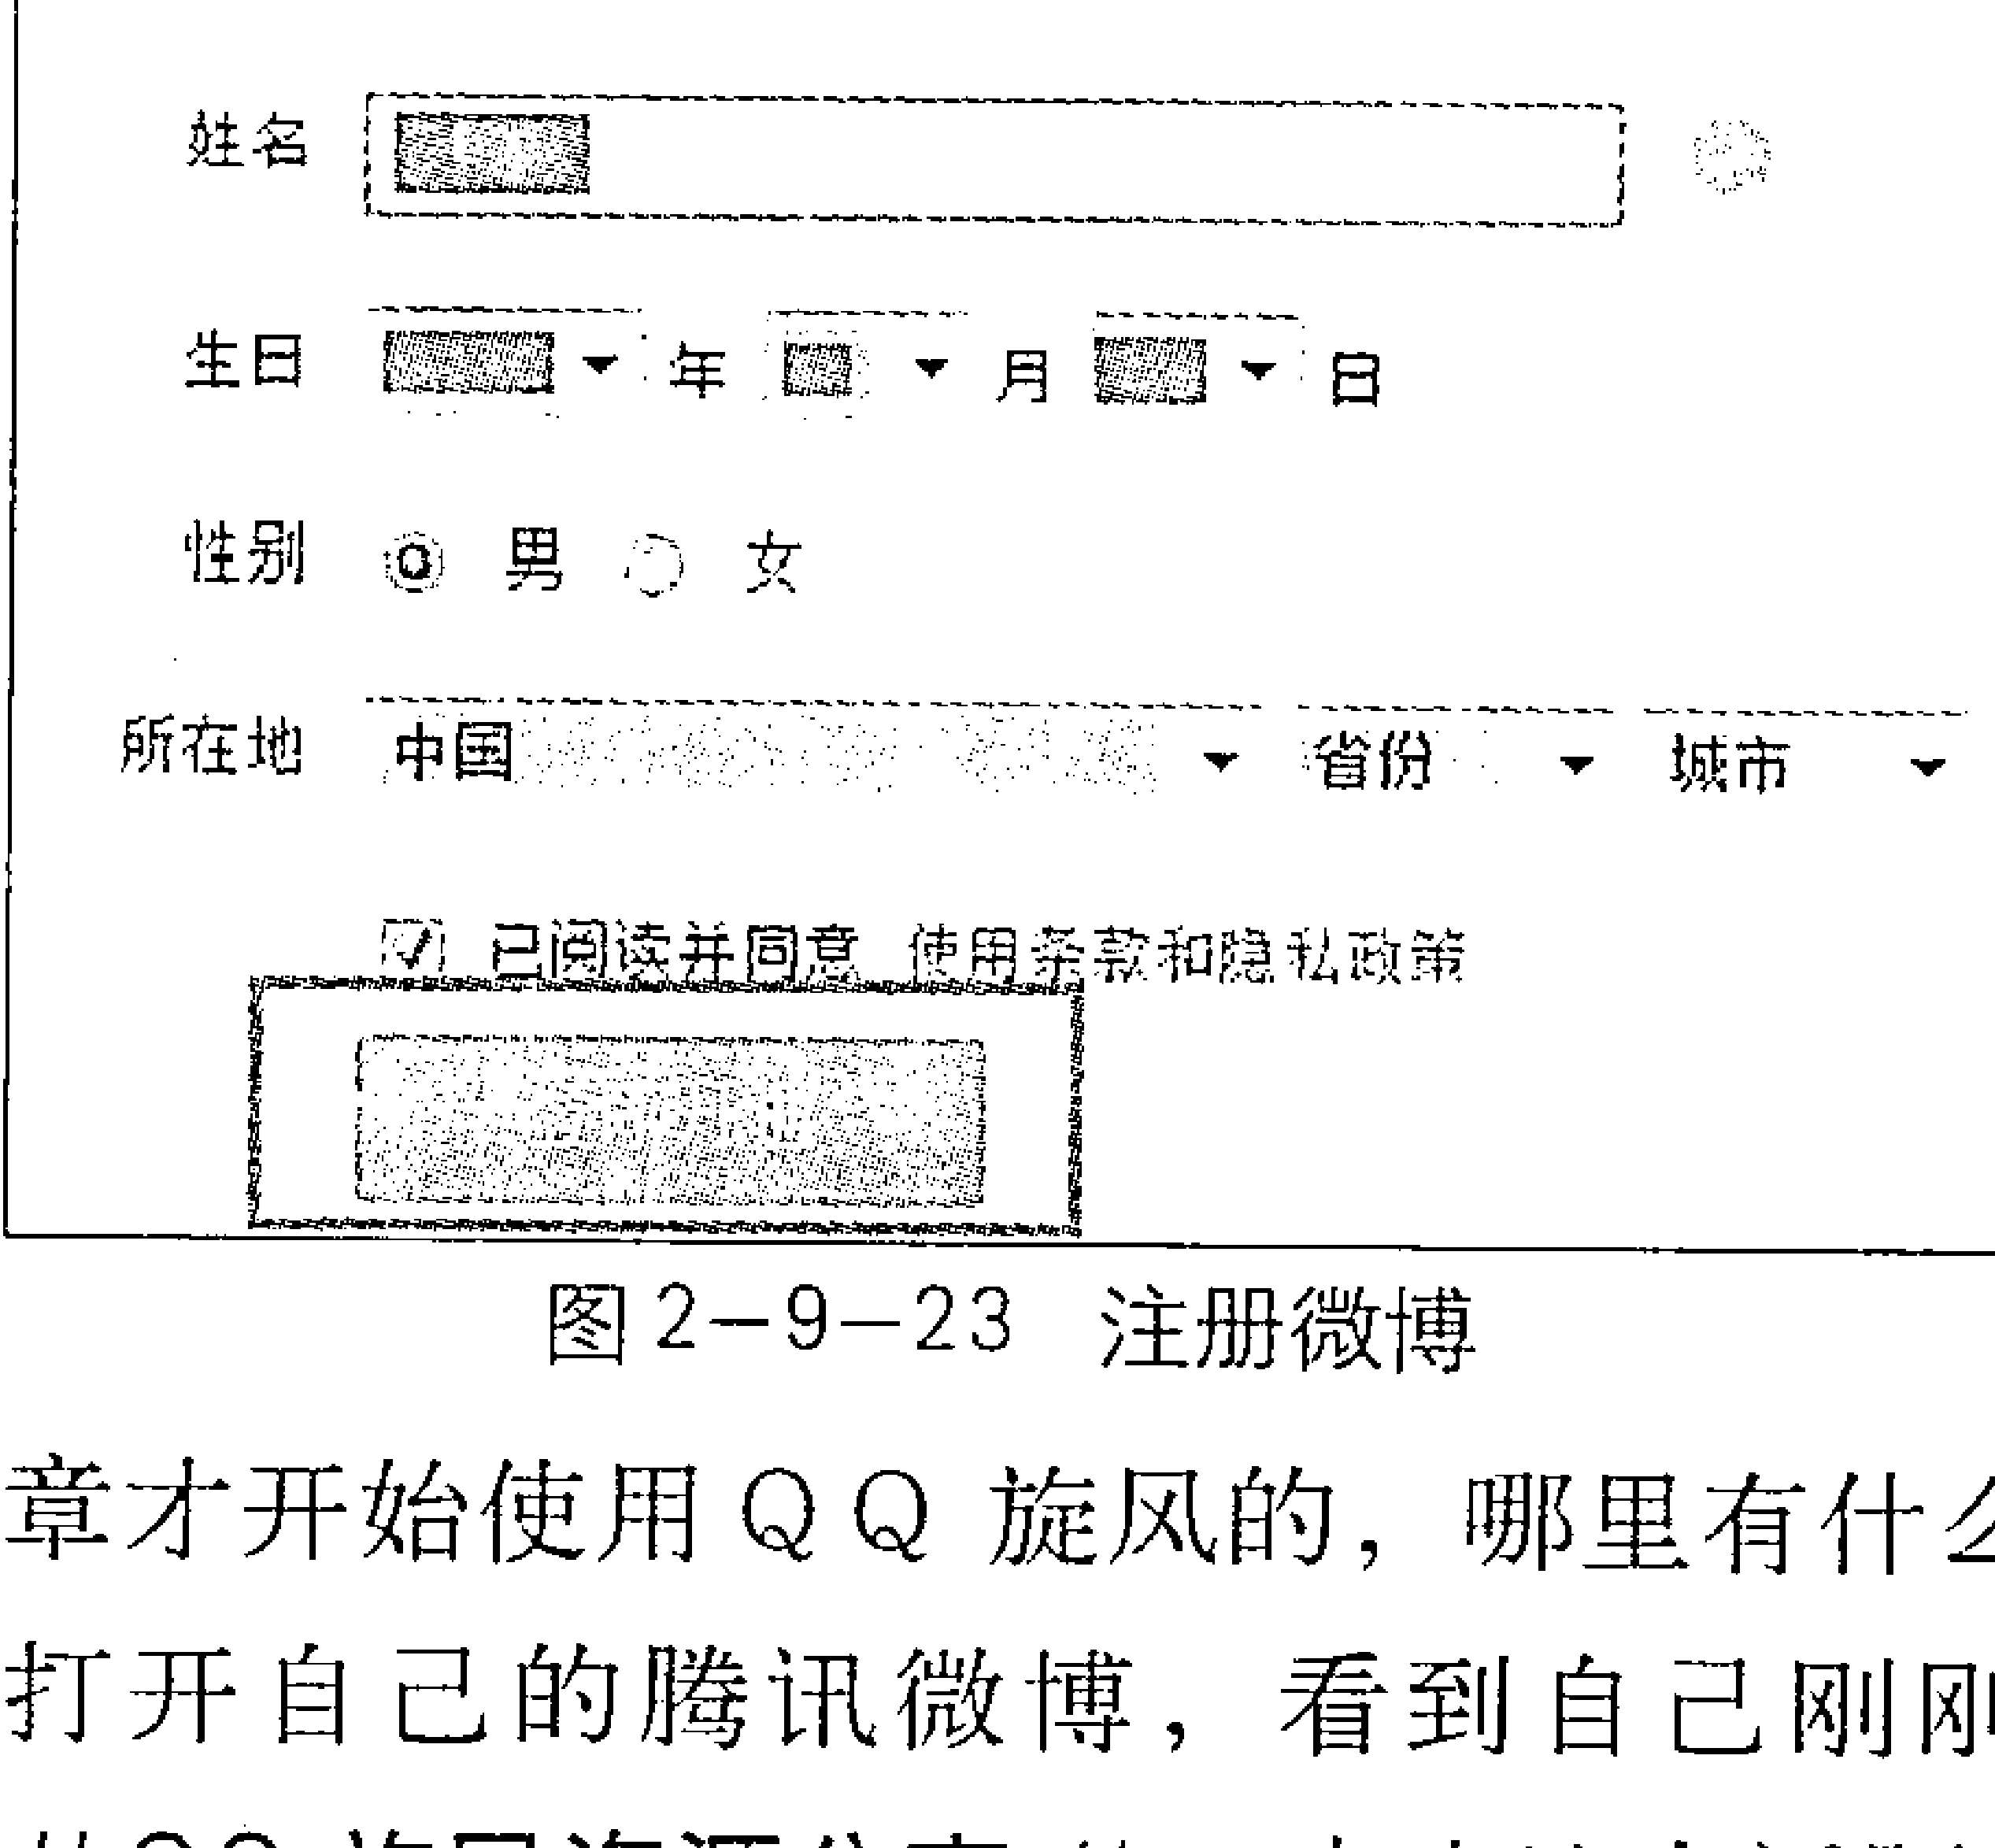 姓名
生日 年 月 日
性别 男 女
所在地 中国 省份 城市
已阅读并同意 使用条款和隐私政策
图2-9-23 注册微博
章才开始使用QQ 旋风的，哪里有什么
打开自己的腾讯微博，看到自己刚刚